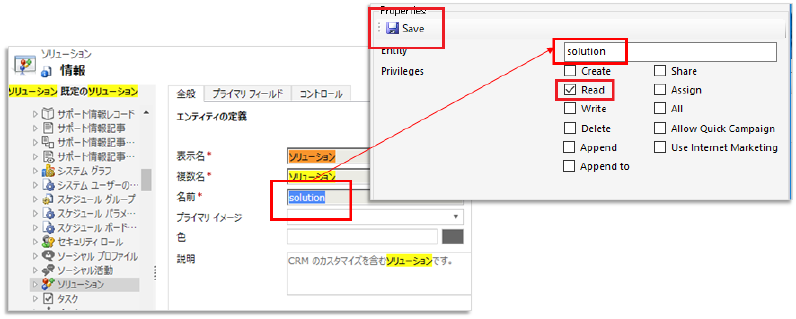 ソリューション
情報
ソリューション 既定のソリューション
サポート情報レコード
サポート情報記事
サポート情報記事…
サポート情報記事…
システム グラフ
システム ユーザーの…
スケジュール グループ
スケジュール パラメ…
スケジュール ボード…
セキュリティ ロール
ソーシャル プロファイル
ソーシャル活動
ソリューション
タスク
全般 プライマリ フィールド コントロール
エンティティの定義
表示名* ソリューション
複数名* ソリューション
名前* solution
プライマリ イメージ
色
説明 CRM のカスタマイズを含むソリューションです。
Properties:
Save
Entity solution
Privileges
Create Share
Read Assign
Write All
Delete Allow Quick Campaign
Append Use Internet Marketing
Append to